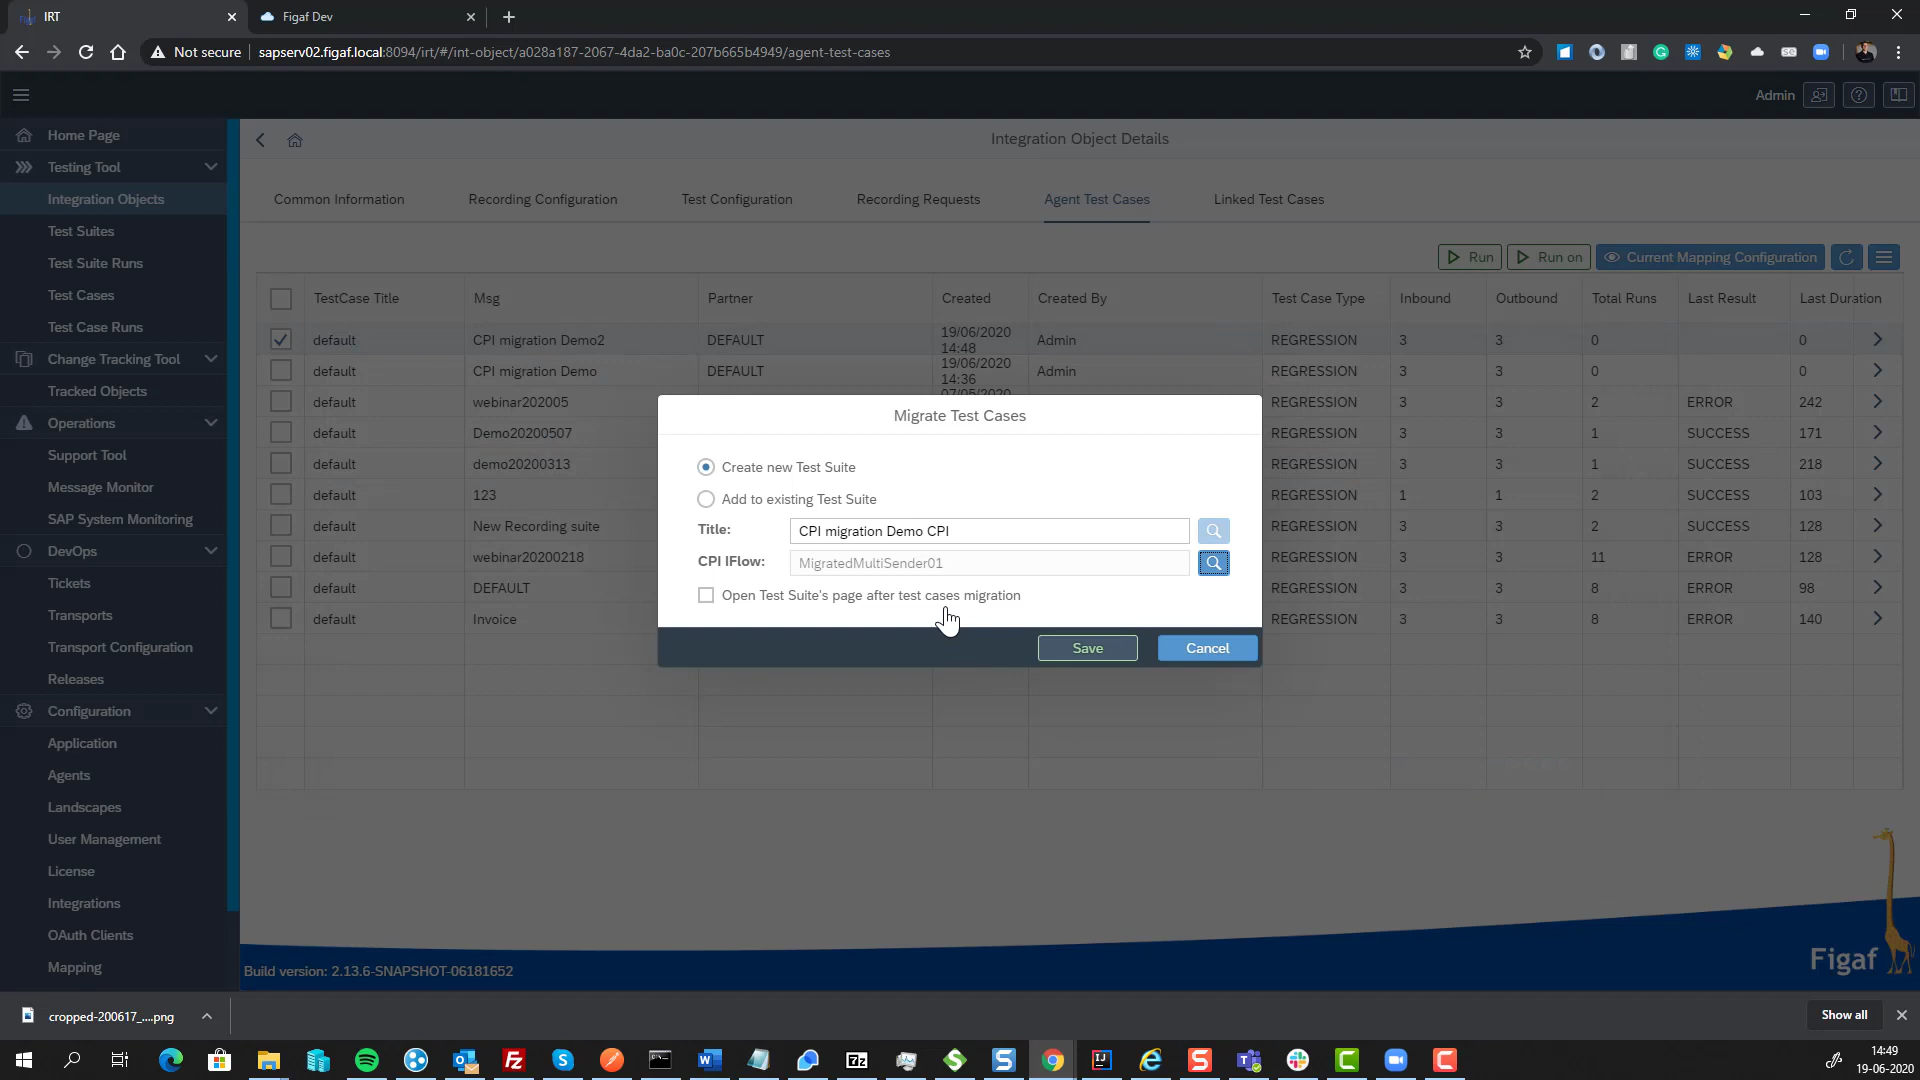 IRT
Figaf Dev
Not secure
sapserv02.figaf.local:8094/irt/#/int-object/a028a187-2067-4da2-ba0c-207b665b4949/agent-test-cases
Admin
Home Page
Testing Tool
Integration Objects
Test Suites
Test Suite Runs
Test Cases
Test Case Runs
Change Tracking Tool
Tracked Objects
Operations
Support Tool
Message Monitor
SAP System Monitoring
DevOps
Tickets
Transports
Transport Configuration
Releases
Configuration
Application
Agents
Landscapes
User Management
License
Integrations
OAuth Clients
Mapping
Integration Object Details
Common Information Recording Configuration Test Configuration Recording Requests Agent Test Cases Linked Test Cases
Run Run on Current Mapping Configuration
TestCase Title Msg Partner Created Created By Test Case Type Inbound Outbound Total Runs Last Result Last Duration
default CPI migration Demo2 DEFAULT 19/06/2020 14:48 Admin REGRESSION 3 3 0 0
default CPI migration Demo DEFAULT 19/06/2020 14:36 Admin REGRESSION 3 3 0 0
default webinar202005 07/05/2020 REGRESSION 3 3 2 ERROR 242
default Demo20200507 REGRESSION 3 3 1 SUCCESS 171
default demo20200313 REGRESSION 3 3 1 SUCCESS 218
default 123 REGRESSION 1 1 2 SUCCESS 103
default New Recording suite REGRESSION 3 3 2 SUCCESS 128
default webinar20200218 REGRESSION 3 3 11 ERROR 128
default DEFAULT REGRESSION 3 3 8 ERROR 98
default Invoice REGRESSION 3 3 8 ERROR 140
Migrate Test Cases
Create new Test Suite
Add to existing Test Suite
Title: CPI migration Demo CPI
CPI IFlow: MigratedMultiSender01
Open Test Suite's page after test cases migration
Save Cancel
Figaf
Build version: 2.13.6-SNAPSHOT-06181652
cropped-200617_....png
Show all
14:49
19-06-2020